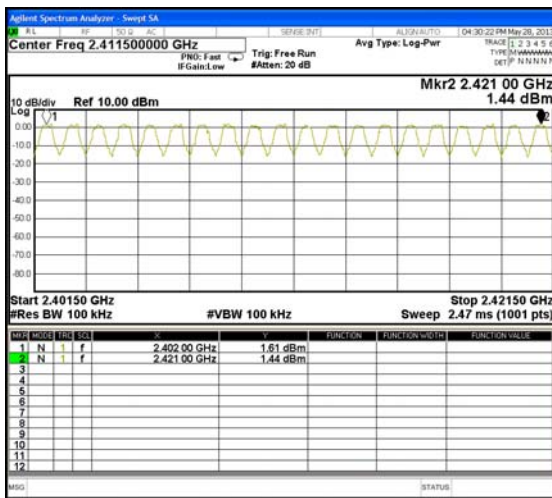 Agilent Spectrum Analyzer - Swept SA
RL RF 50 Ω AC SENSE:INT ALIGN AUTO 04:30:22 PM May 28, 2013
Center Freq 2.411500000 GHz Avg Type: Log-Pwr TRACE 1 2 3 4 5 6
PNO: Fast Trig: Free Run TYPE M
IFGain:Low #Atten: 20 dB DET P N N N N
Mkr2 2.421 00 GHz
10 dB/div Ref 10.00 dBm 1.44 dBm
Log
1 2
0.00
-10.0
-20.0
-30.0
-40.0
-50.0
-60.0
-70.0
-80.0
Start 2.40150 GHz Stop 2.42150 GHz
#Res BW 100 kHz #VBW 100 kHz Sweep 2.47 ms (1001 pts)
MKR MODE TRC SCL X Y FUNCTION FUNCTION WIDTH FUNCTION VALUE
1 N 1 f 2.402 00 GHz 1.61 dBm
2 N 1 f 2.421 00 GHz 1.44 dBm
3
4
5
6
7
8
9
10
11
12
MSG STATUS